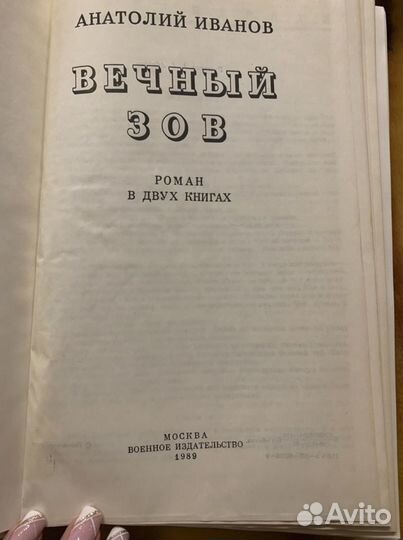 АНАТОЛИЙ ИВАНОВ
ВЕЧНЫЙ
ЗОВ
РОМАН
В ДВУХ КНИГАХ
МОСКВА
ВОЕННОЕ ИЗДАТЕЛЬСТВО
1989
Avito